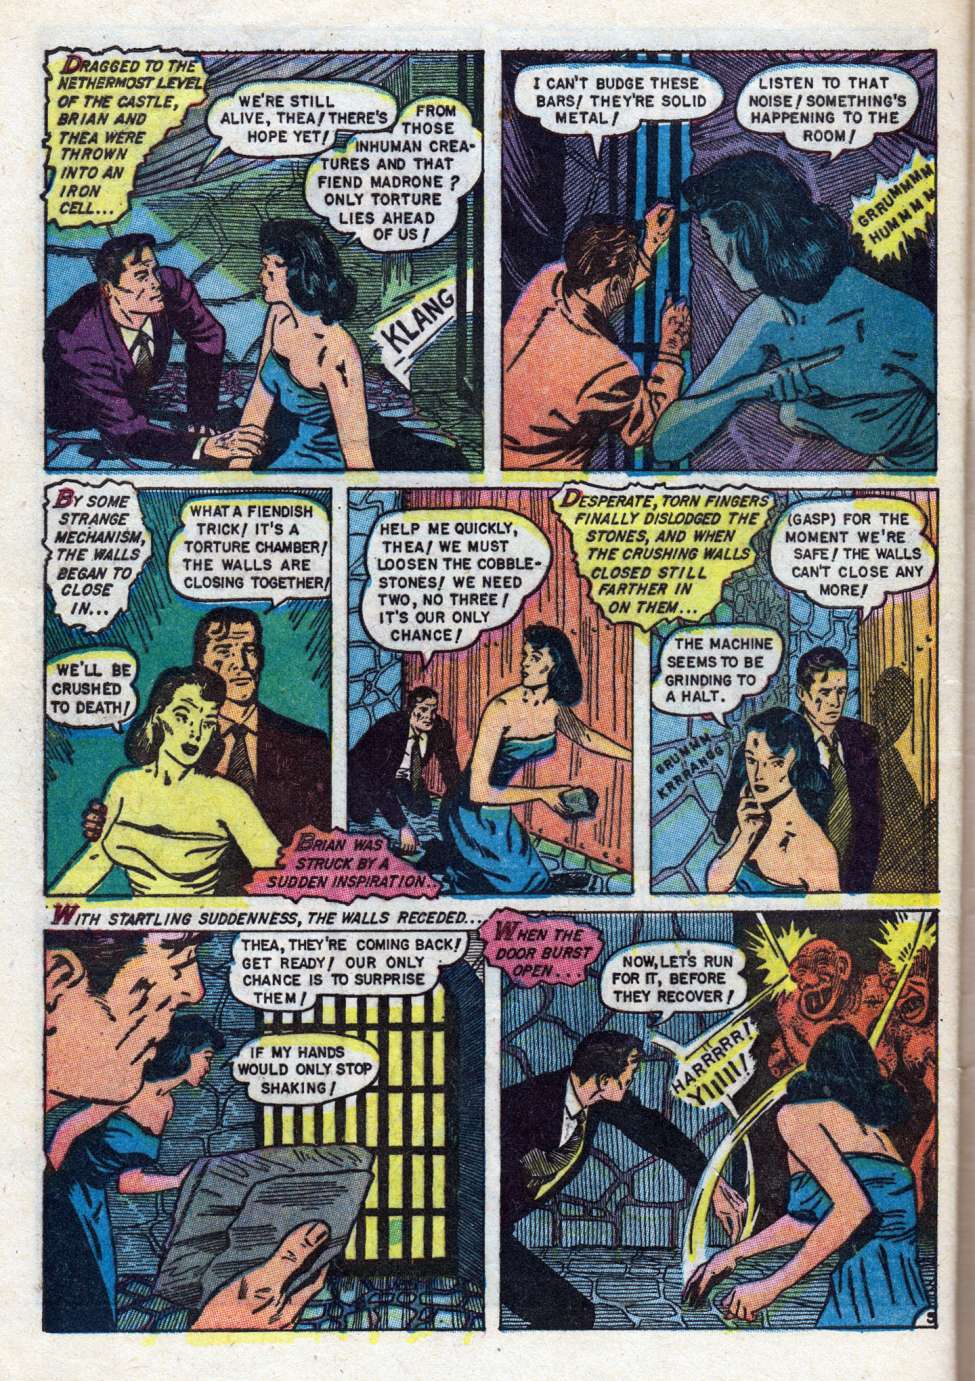 DRAGGED TO THE
NETHERMOST LEVEL
OF THE CASTLE,
BRIAN AND
THEA WERE
THROWN
INTO AN
IRON
CELL...
WE'RE STILL
ALIVE, THEA! THERE'S
HOPE YET!
FROM
THOSE
INHUMAN CREA-
TURES AND THAT
FIEND MADRONE?
ONLY TORTURE
LIES AHEAD
OF US!
KLANG
I CAN'T BUDGE THESE
BARS! THEY'RE SOLID
METAL!
LISTEN TO THAT
NOISE! SOMETHING'S
HAPPENING TO THE
ROOM!
GRRUMMMM
HUMMMM
BY SOME
STRANGE
MECHANISM,
THE WALLS
BEGAN TO
CLOSE
IN...
WHAT A FIENDISH
TRICK! IT'S A
TORTURE CHAMBER!
THE WALLS ARE
CLOSING TOGETHER!
WE'LL BE
CRUSHED
TO DEATH!
BRIAN WAS
STRUCK BY A
SUDDEN INSPIRATION..
HELP ME QUICKLY,
THEA! WE MUST
LOOSEN THE COBBLE-
STONES! WE NEED
TWO, NO THREE!
IT'S OUR ONLY
CHANCE!
DESPERATE, TORN FINGERS
FINALLY DISLODGED THE
STONES, AND WHEN
THE CRUSHING WALLS
CLOSED STILL
FARTHER IN
ON THEM...
(GASP) FOR THE
MOMENT WE'RE
SAFE! THE WALLS
CAN'T CLOSE ANY
MORE!
THE MACHINE
SEEMS TO BE
GRINDING TO
A HALT.
GRUMMM
KRRRANGG
WITH STARTLING SUDDENNESS, THE WALLS RECEDED...
THEA, THEY'RE COMING BACK!
GET READY! OUR ONLY
CHANCE IS TO SURPRISE
THEM!
IF MY HANDS
WOULD ONLY STOP
SHAKING!
WHEN THE
DOOR BURST
OPEN...
NOW, LET'S RUN
FOR IT, BEFORE
THEY RECOVER!
HARRRR!
YIIIII!
3